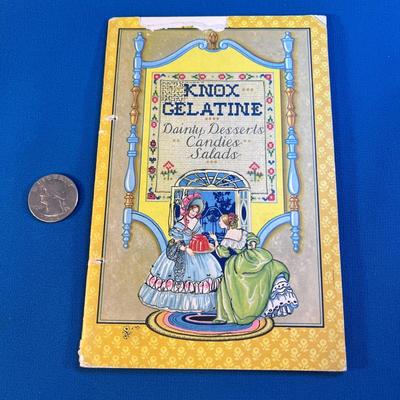 KNOX
GELATINE
Dainty Desserts
Candies
Salads